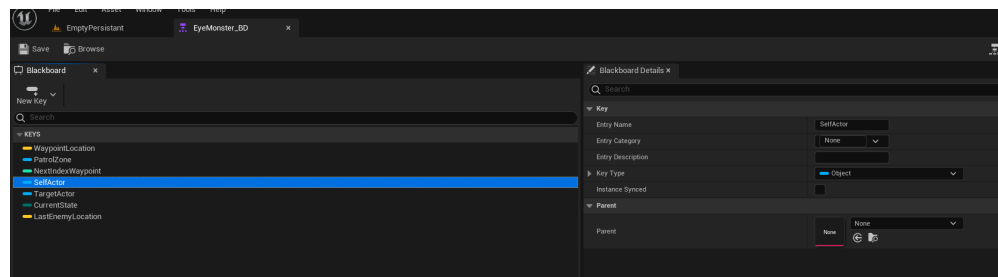 File Edit Asset Window Tools Help
EmptyPersistant EyeMonster_BD ×
Save Browse
Blackboard ×
New Key
Search
KEYS
WaypointLocation
PatrolZone
NextIndexWaypoint
SelfActor
TargetActor
CurrentState
LastEnemyLocation
Blackboard Details ×
Search
Key
Entry Name SelfActor
Entry Category None
Entry Description
Key Type Object
Instance Synced
Parent
Parent None None